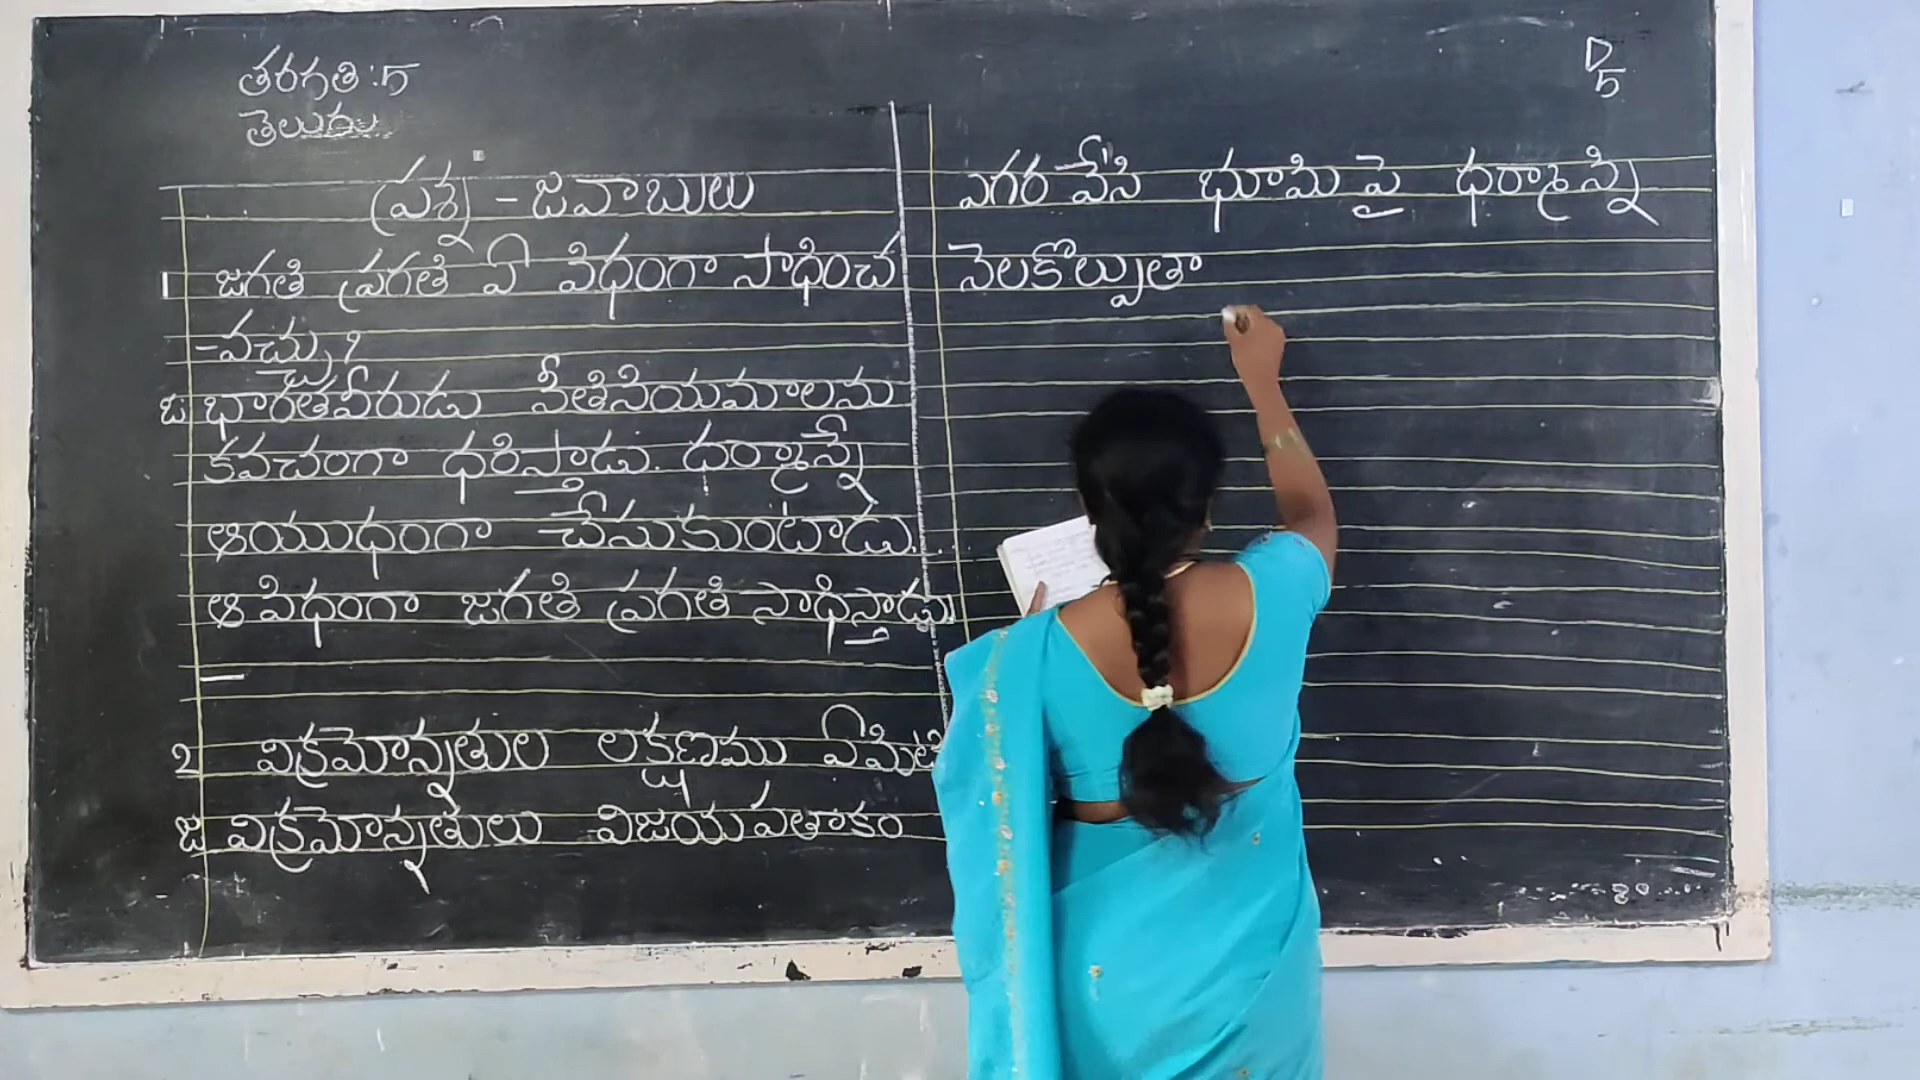 తరగతి : 5
తెలుగు
ప్రశ్న - జవాబులు
1 జగతి ప్రగతి ఏ విధంగా సాధించ
-వచ్చు?
జ భారతవీరుడు నీతినియమాలను
కవచంగా ధరిస్తాడు. ధర్మాన్నే
ఆయుధంగా చేసుకుంటాడు.
ఆ విధంగా జగతి ప్రగతి సాధిస్తాడు.
2 విక్రమోన్నతుల లక్షణము ఏమిటి
జ విక్రమోన్నతులు విజయపతాకం
D
5
ఎగర వేసి భూమి పై ధర్మాన్ని
నెలకొల్పుతా